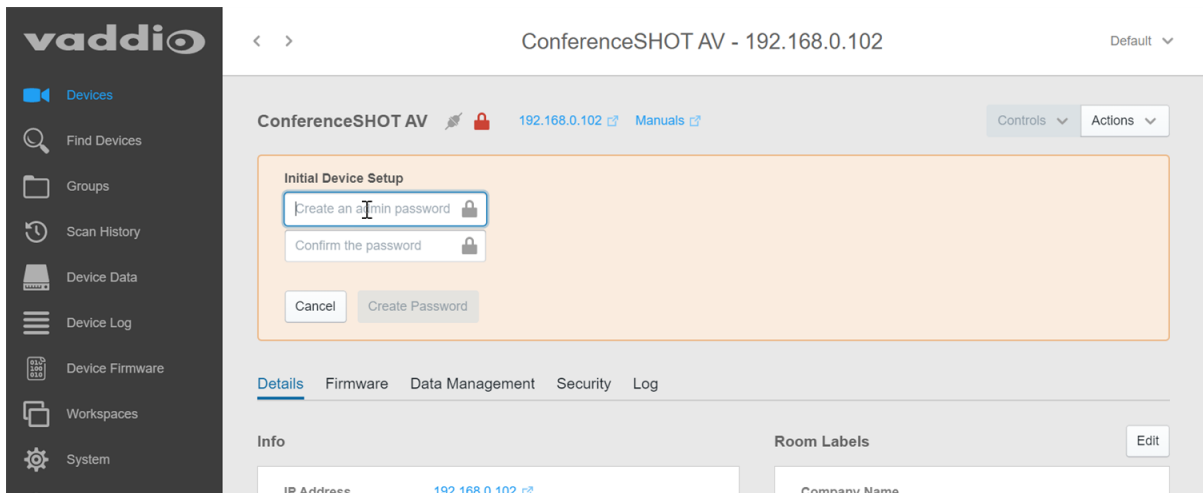 vaddio
ConferenceSHOT AV - 192.168.0.102
Default
Devices
Find Devices
Groups
Scan History
Device Data
Device Log
Device Firmware
Workspaces
System
ConferenceSHOT AV 192.168.0.102 Manuals
Controls
Actions
Initial Device Setup
Create an admin password
Confirm the password
Cancel
Create Password
Details Firmware Data Management Security Log
Info
IP Address 192.168.0.102
Room Labels
Edit
Company Name